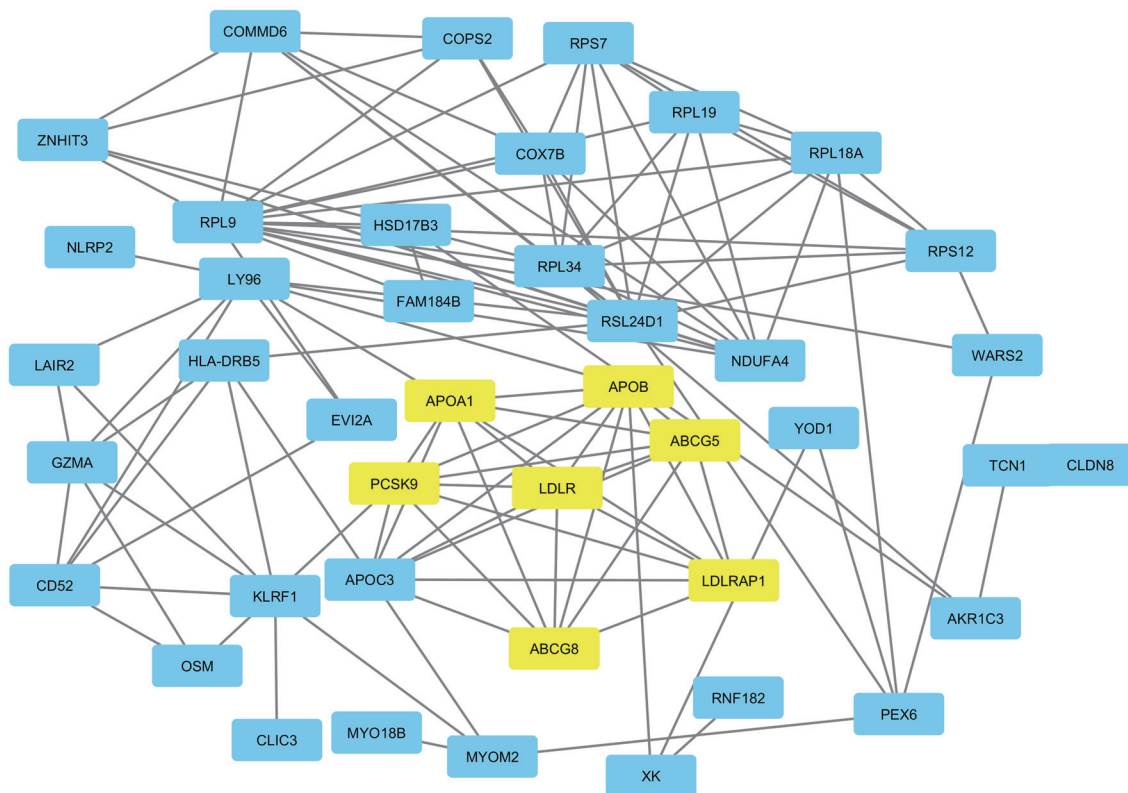 COMMD6
COPS2
RPS7
RPL19
ZNHIT3
COX7B
RPL18A
RPL9
HSD17B3
NLRP2
RPS12
LY96
RPL34
FAM184B
RSL24D1
HLA-DRB5
NDUFA4
WARS2
LAIR2
APOB
APOA1
EVI2A
YOD1
ABCG5
GZMA
TCN1
CLDN8
PCSK9
LDLR
CD52
APOC3
LDLRAP1
KLRF1
AKR1C3
ABCG8
OSM
RNF182
PEX6
MYO18B
CLIC3
MYOM2
XK